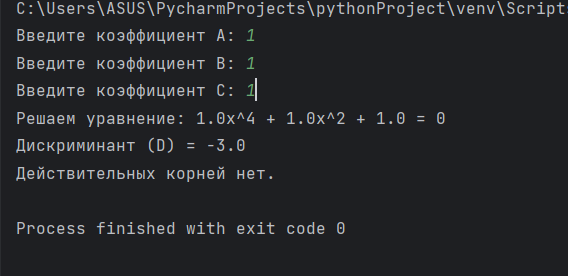 C:\Users\ASUS\PycharmProjects\pythonProject\venv\Scripts
Введите коэффициент A: 1
Введите коэффициент B: 1
Введите коэффициент C: 1
Решаем уравнение: 1.0x^4 + 1.0x^2 + 1.0 = 0
Дискриминант (D) = -3.0
Действительных корней нет.
Process finished with exit code 0